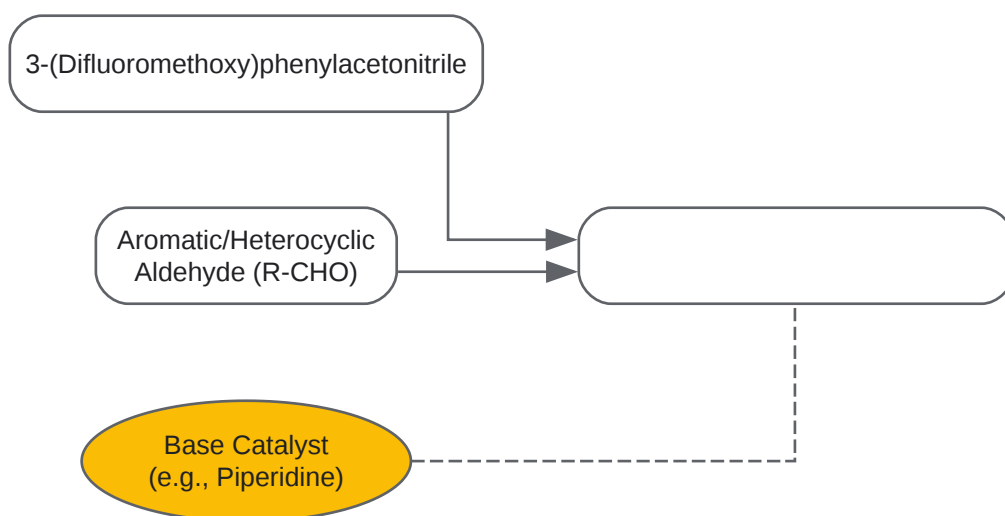 3-(Difluoromethoxy)phenylacetonitrile
Aromatic/Heterocyclic
Aldehyde (R-CHO)
Base Catalyst
(e.g., Piperidine)